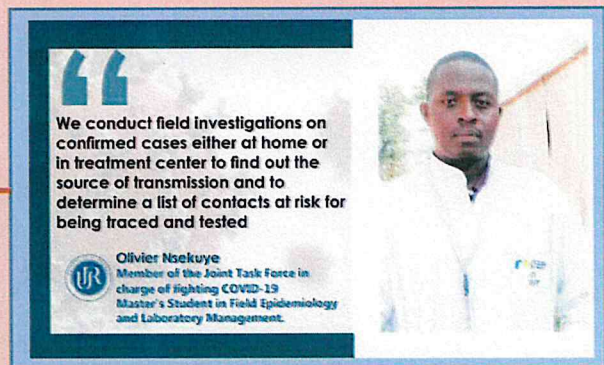 We conduct field investigations on
confirmed cases either at home or
in treatment center to find out the
source of transmission and to
determine a list of contacts at risk for
being traced and tested
UR
Olivier Nsekuye
Member of the Joint Task Force in
charge of fighting COVID-19
Master's Student in Field Epidemiology
and Laboratory Management.